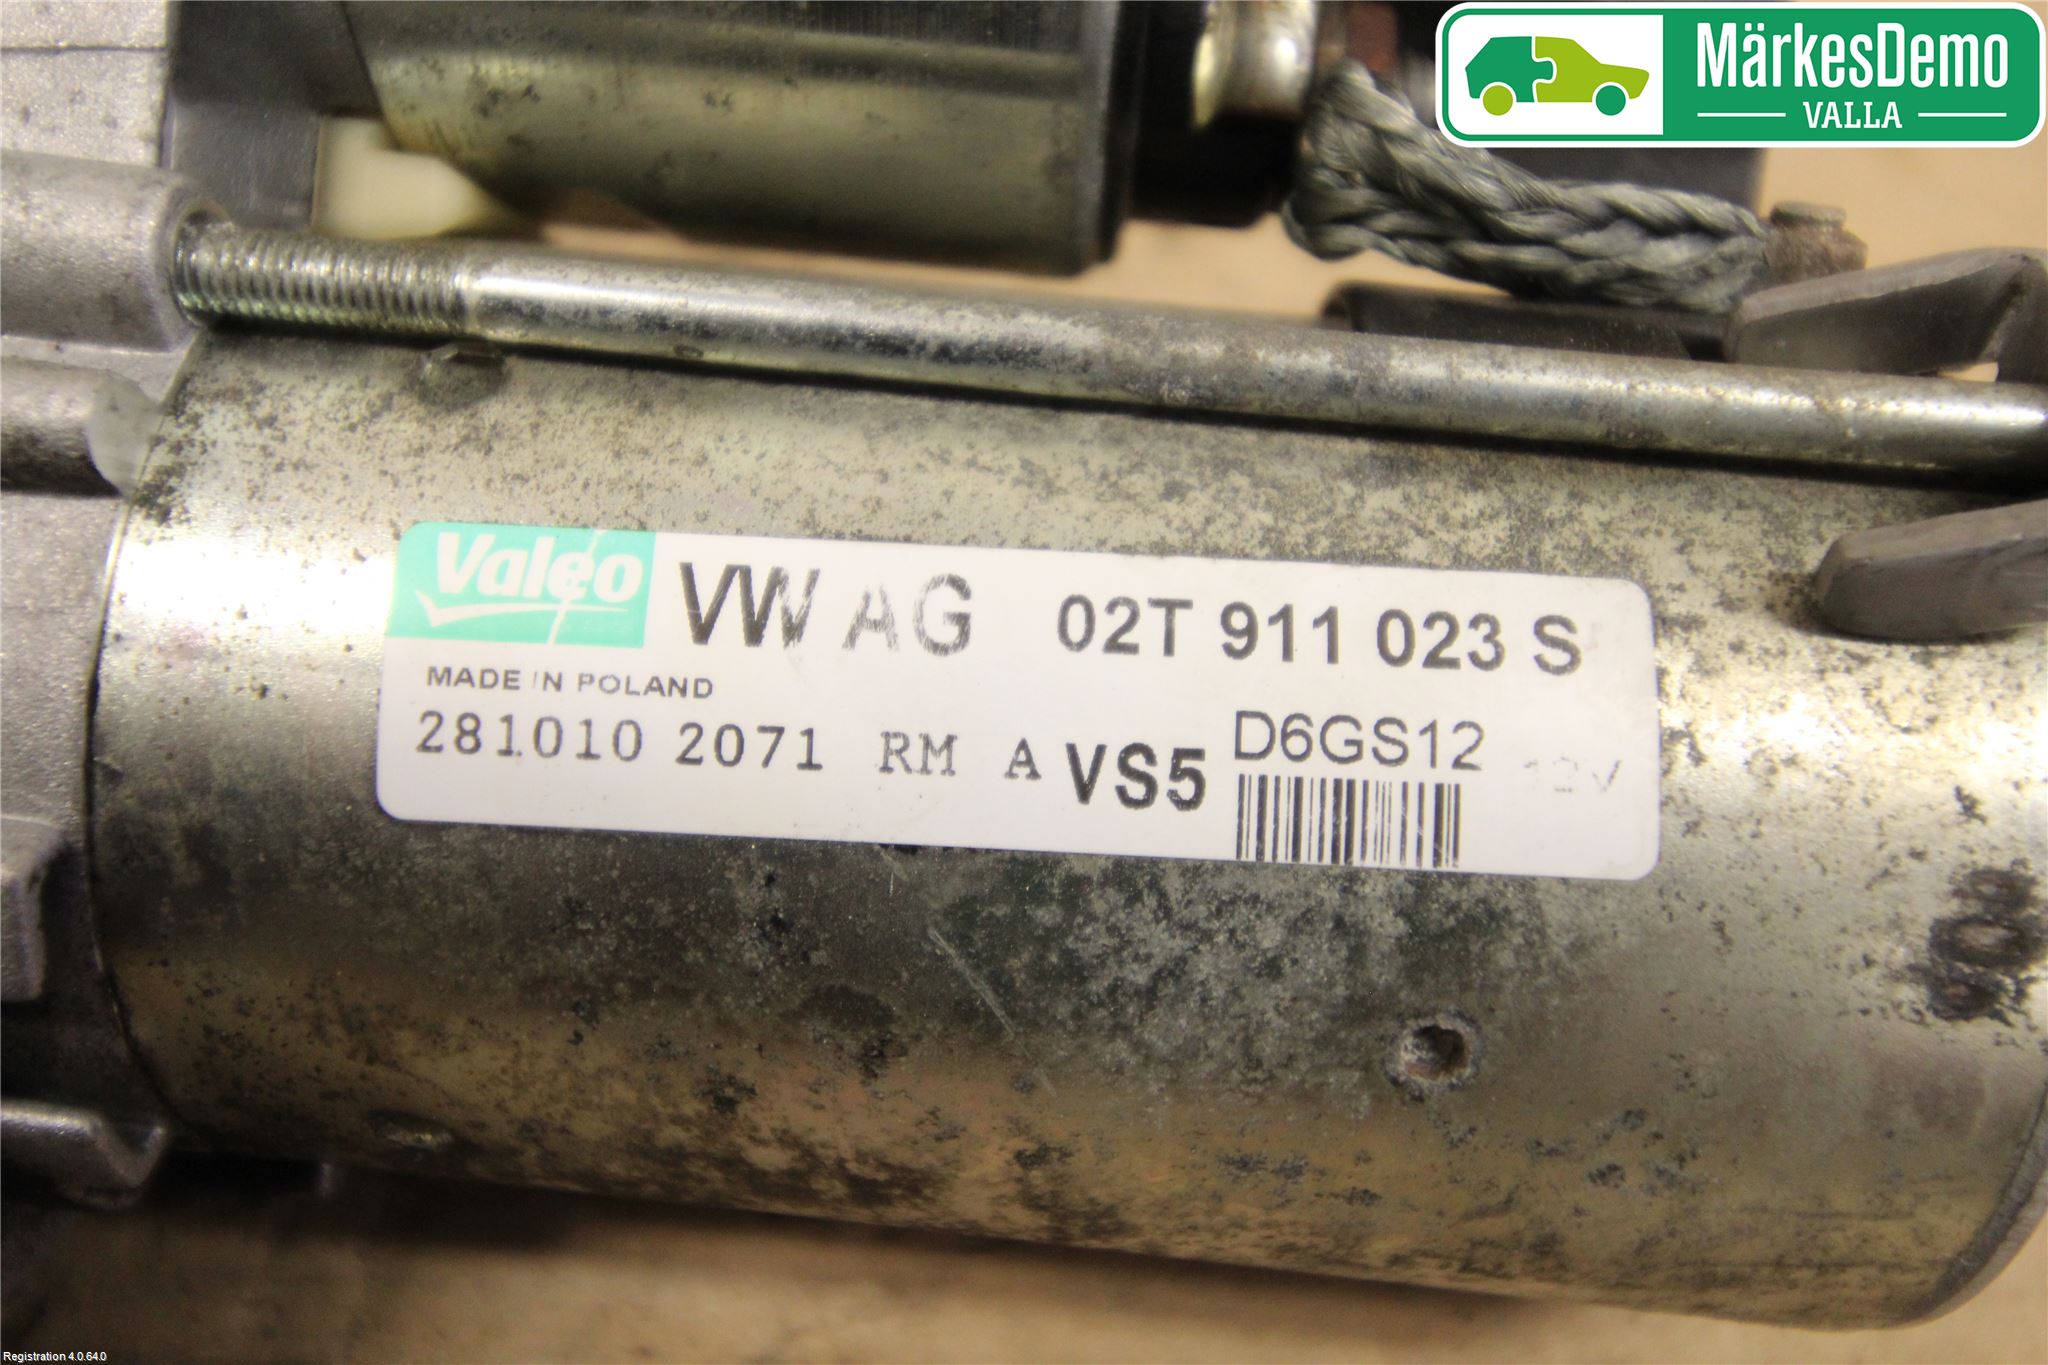 MärkesDemo
VALLA
Valeo VW AG 02T 911 023 S
MADE IN POLAND
281010 2071 RM A VS5 D6GS12 12V
Registration 4.0.64.0